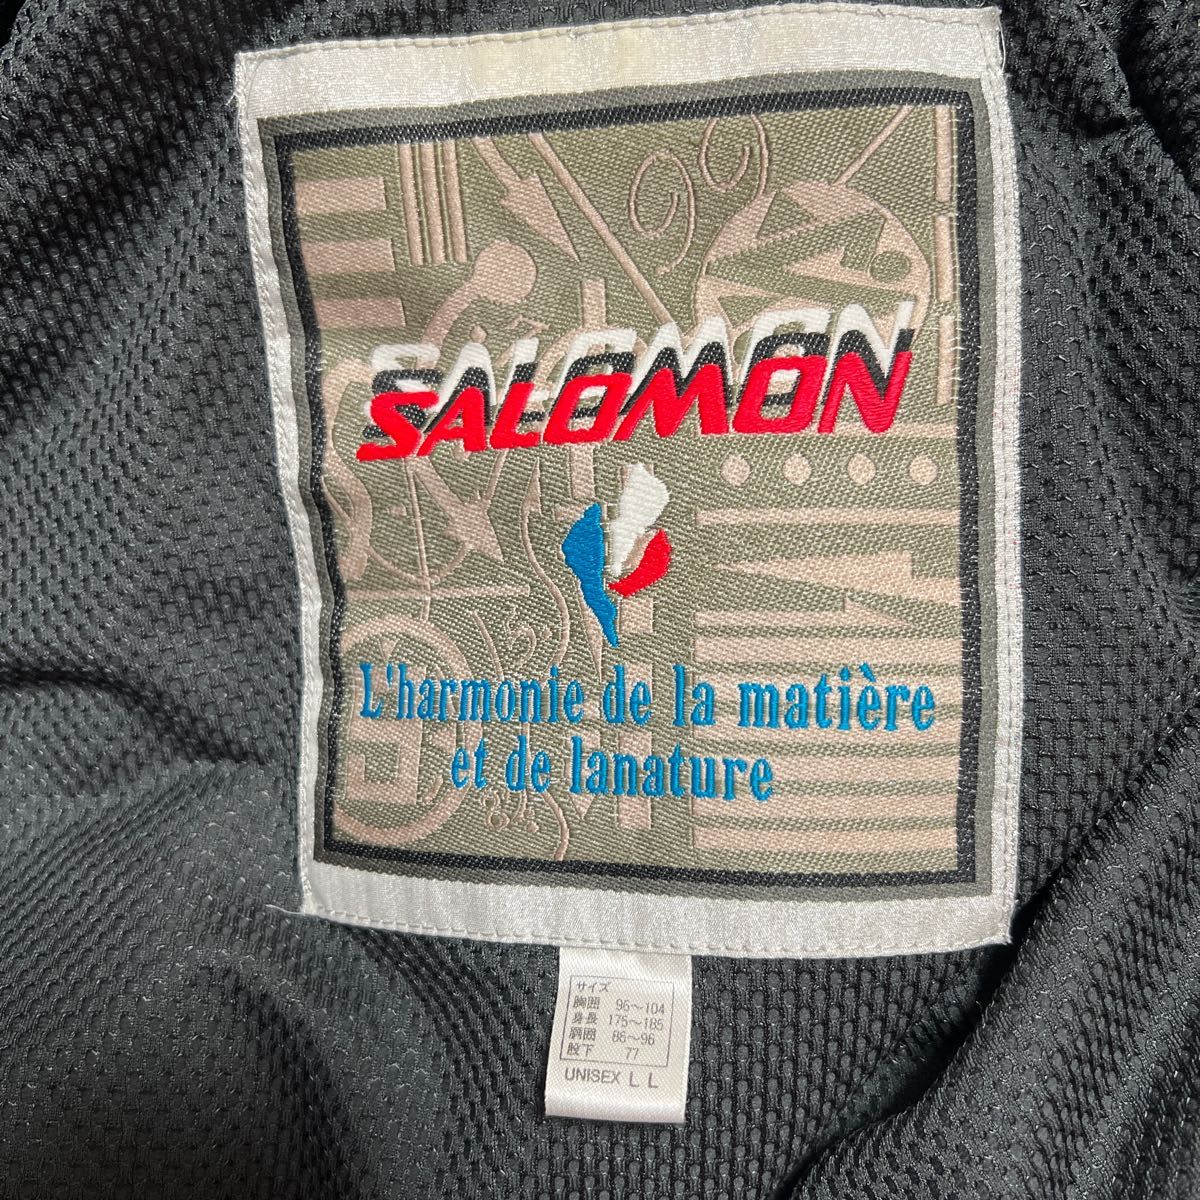 SALOMON
L'harmonie de la matière
et de lanature
サイズ
胸囲 96～104
身長 175～185
胴囲 86～96
股下 77
UNISEX L L